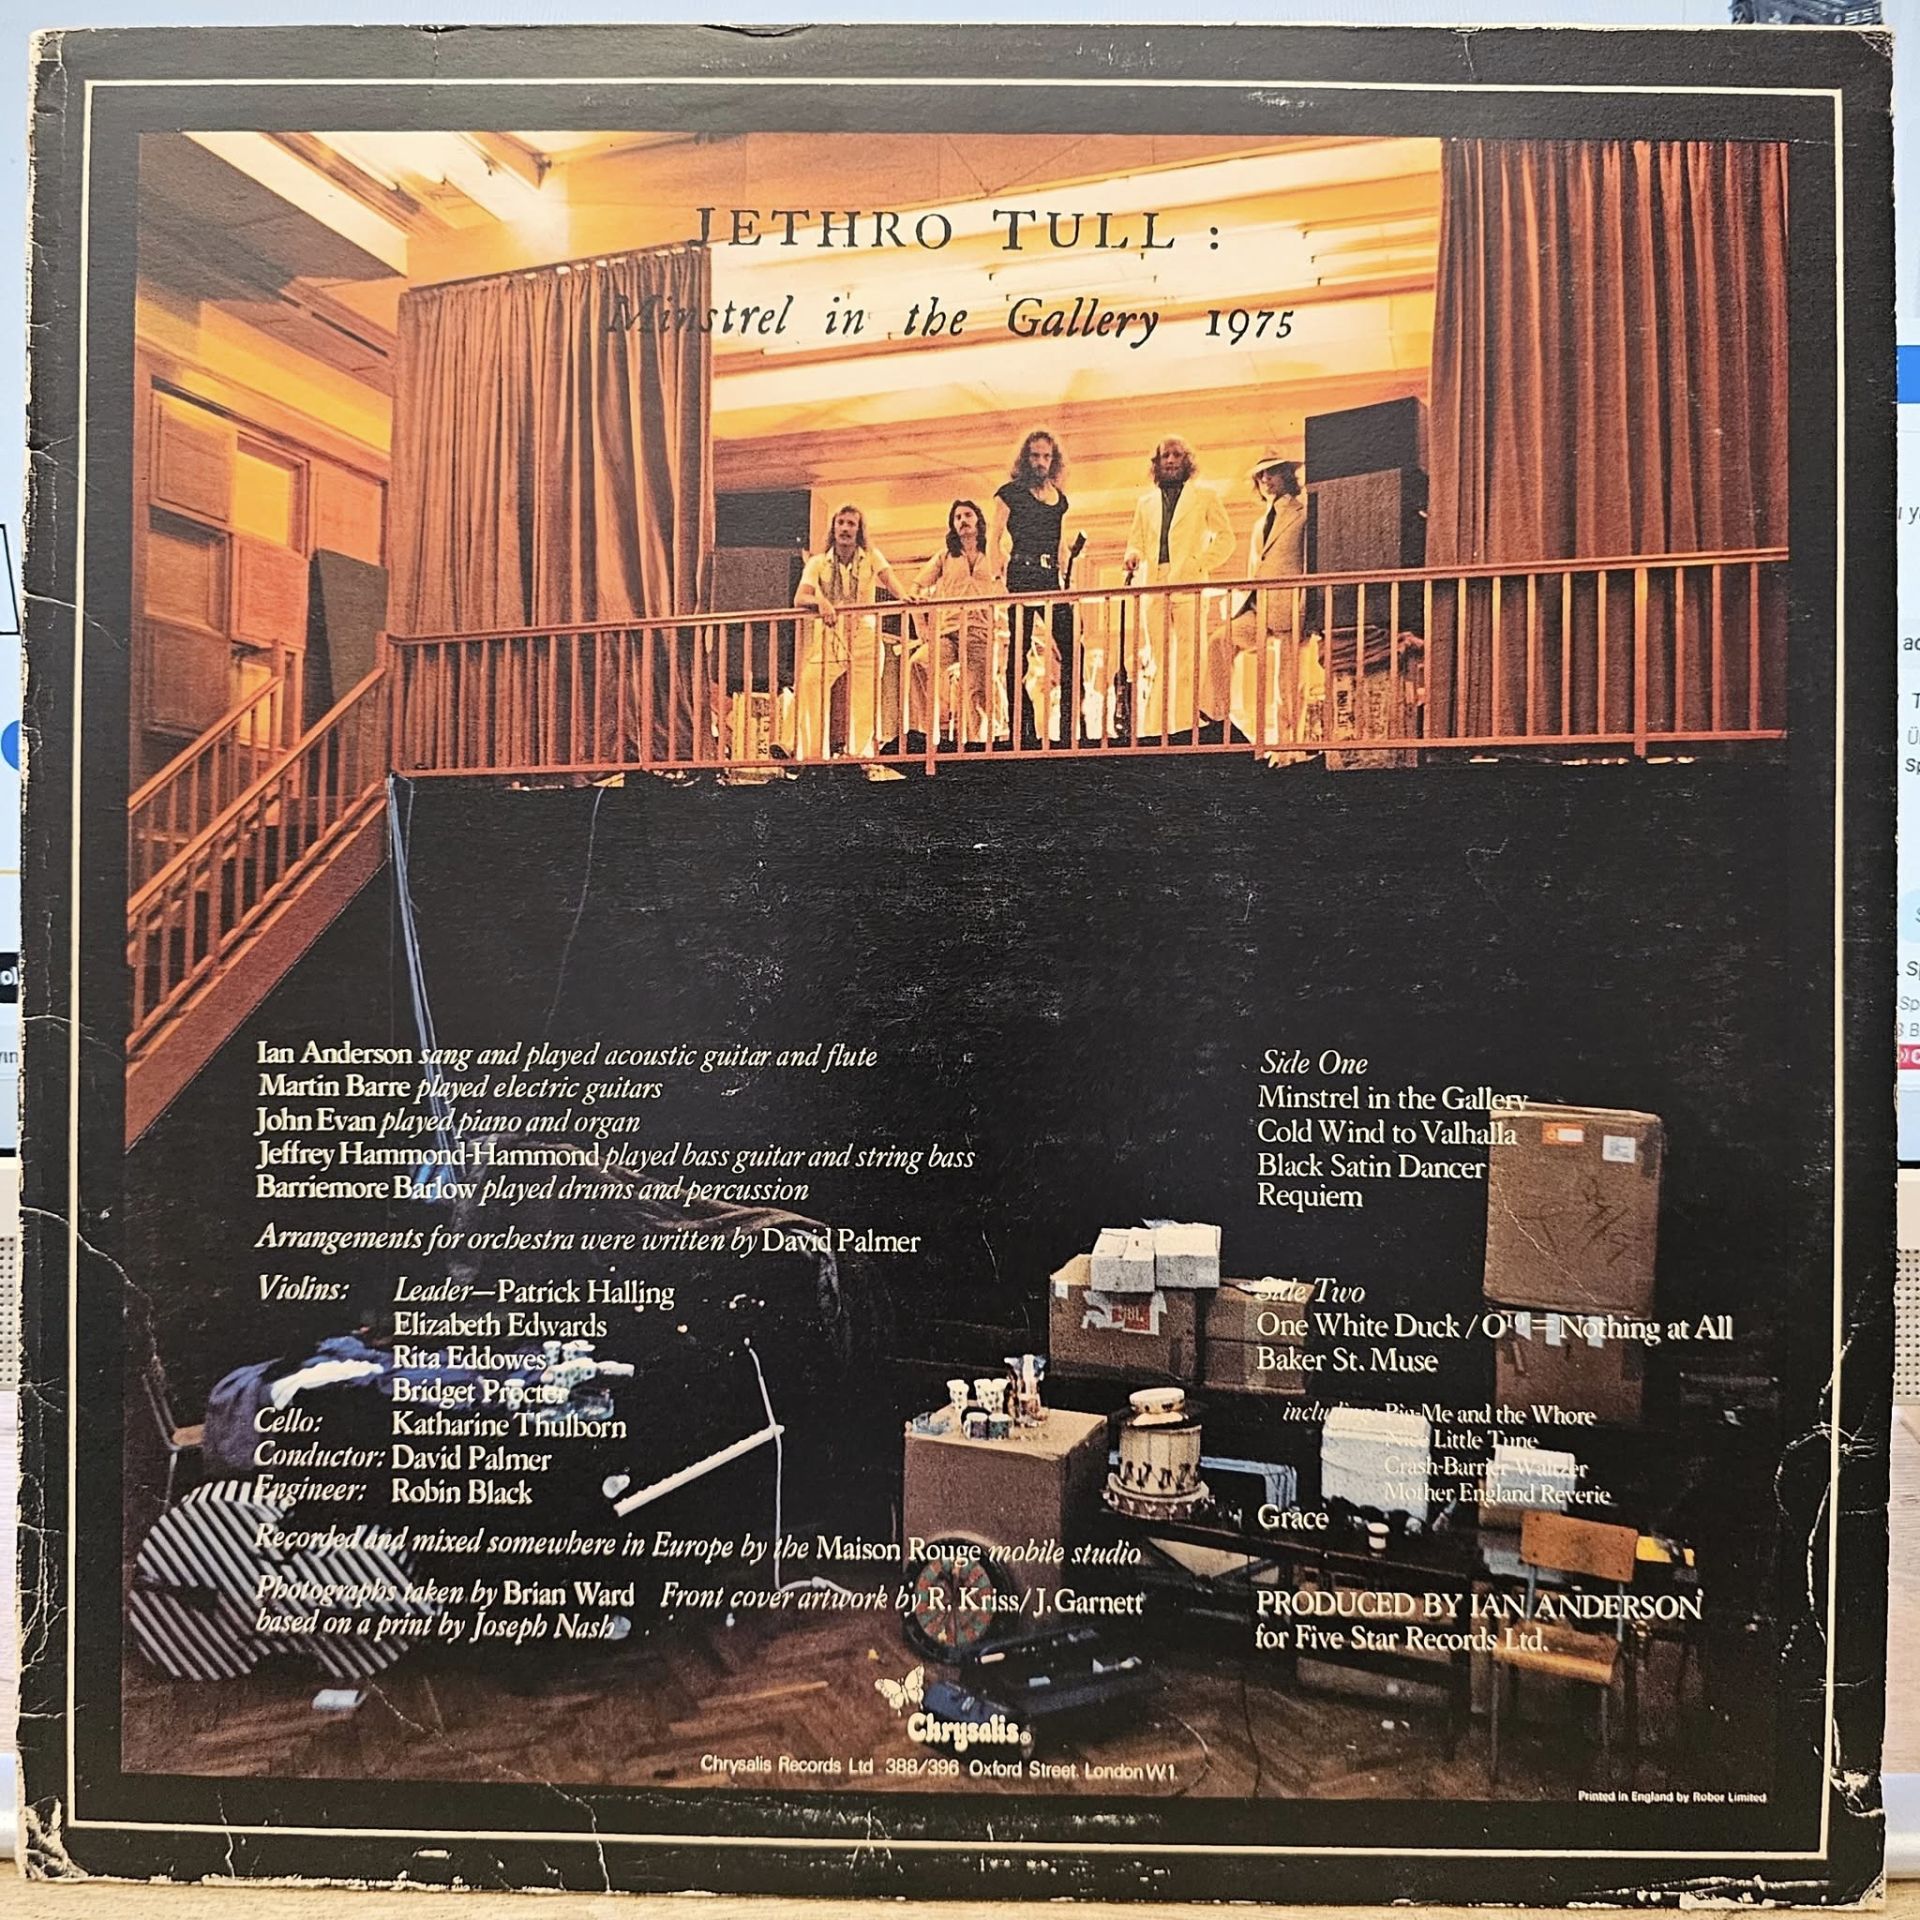 JETHRO TULL :
Minstrel in the Gallery 1975
Ian Anderson sang and played acoustic guitar and flute
Martin Barre played electric guitars
John Evan played piano and organ
Jeffrey Hammond-Hammond played bass guitar and string bass
Barriemore Barlow played drums and percussion
Arrangements for orchestra were written by David Palmer
Violins: Leader—Patrick Halling
Elizabeth Edwards
Rita Eddowes
Bridget Procter
Cello: Katharine Thulborn
Conductor: David Palmer
Engineer: Robin Black
Recorded and mixed somewhere in Europe by the Maison Rouge mobile studio
Photographs taken by Brian Ward Front cover artwork by R. Kriss/J. Garnett
based on a print by Joseph Nash
Side One
Minstrel in the Gallery
Cold Wind to Valhalla
Black Satin Dancer
Requiem
Side Two
One White Duck / O¹⁰ = Nothing at All
Baker St. Muse
including Pig-Me and the Whore
Nice Little Tune
Crash-Barrier Waltzer
Mother England Reverie
Grace
PRODUCED BY IAN ANDERSON
for Five Star Records Ltd.
Chrysalis®
Chrysalis Records Ltd 388/396 Oxford Street. London W1.
Printed in England by Robor Limited
JBL